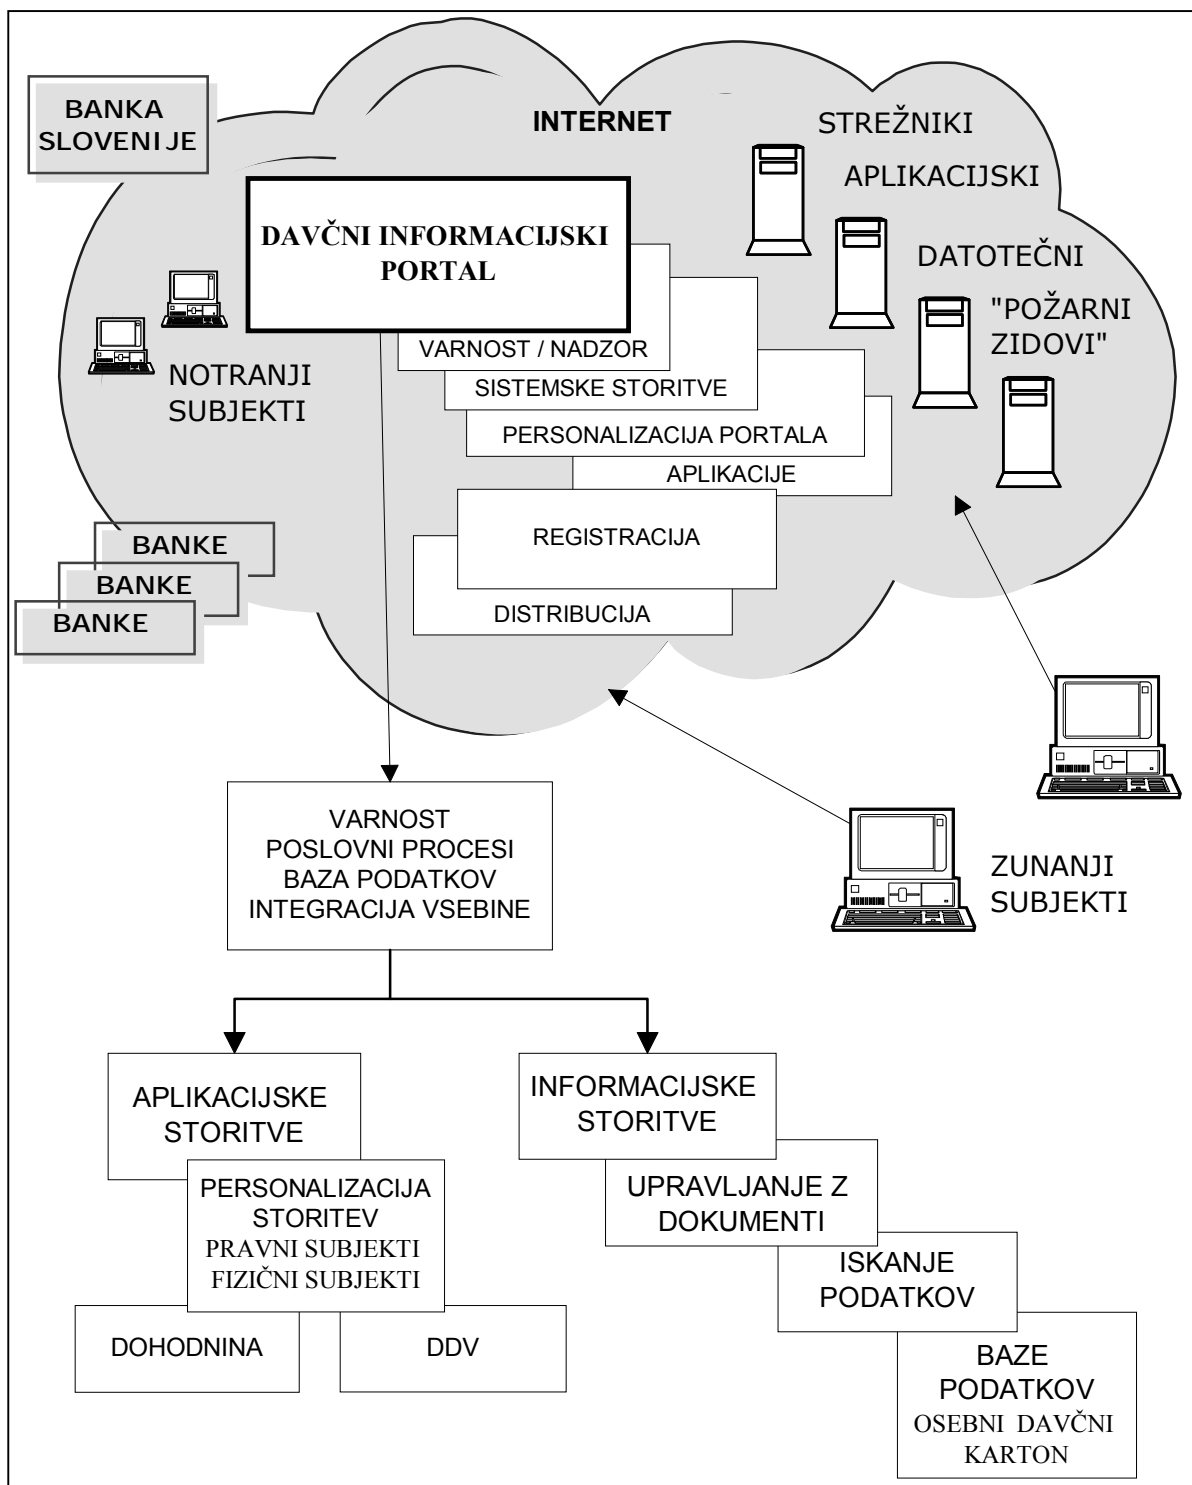 BANKA
SLOVENIJE
INTERNET
STREŽNIKI
APLIKACIJSKI
DATOTEČNI
"POŽARNI
ZIDOVI"
DAVČNI INFORMACIJSKI
PORTAL
NOTRANJI
SUBJEKTI
VARNOST / NADZOR
SISTEMSKE STORITVE
PERSONALIZACIJA PORTALA
APLIKACIJE
REGISTRACIJA
DISTRIBUCIJA
BANKE
BANKE
BANKE
VARNOST
POSLOVNI PROCESI
BAZA PODATKOV
INTEGRACIJA VSEBINE
ZUNANJI
SUBJEKTI
APLIKACIJSKE
STORITVE
PERSONALIZACIJA
STORITEV
PRAVNI SUBJEKTI
FIZIČNI SUBJEKTI
DOHODNINA
DDV
INFORMACIJSKE
STORITVE
UPRAVLJANJE Z
DOKUMENTI
ISKANJE
PODATKOV
BAZE
PODATKOV
OSEBNI DAVČNI
KARTON